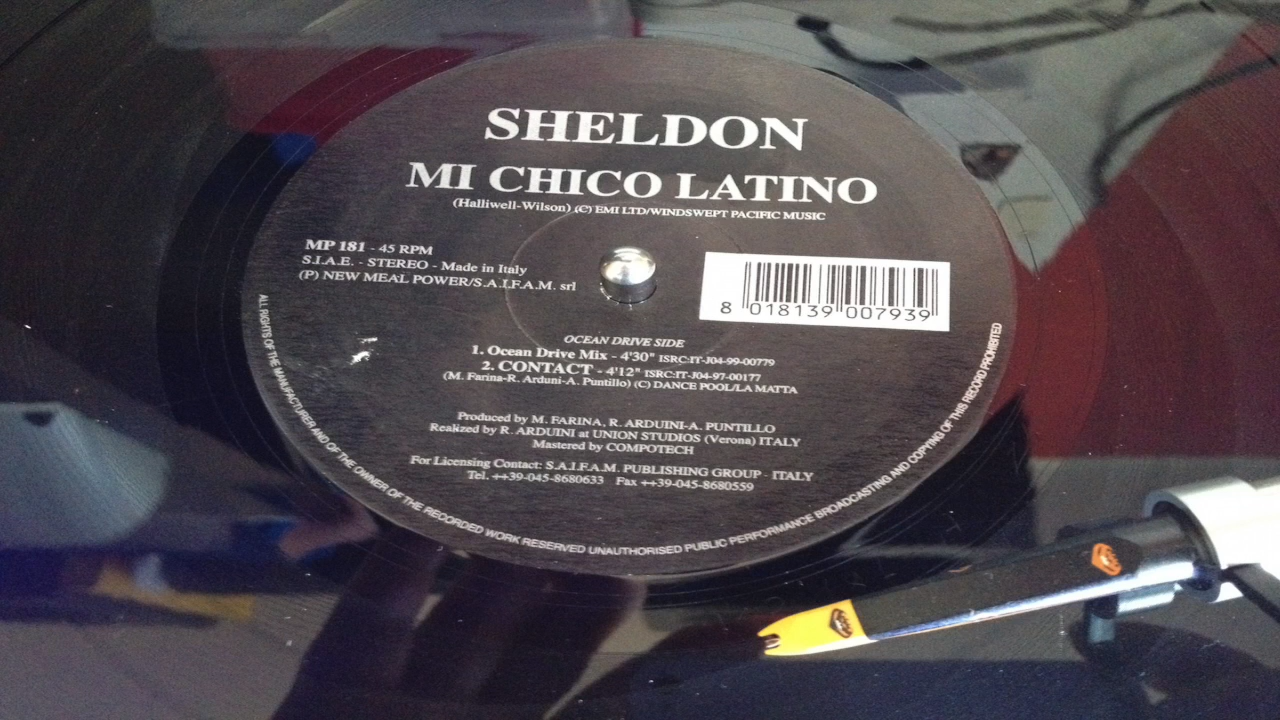 SHELDON
MI CHICO LATINO
(Halliwell-Wilson) (C) EMI LTD/WINDSWEPT PACIFIC MUSIC
MP 181 - 45 RPM
S.I.A.E. - STEREO - Made in Italy
(P) NEW MEAL POWER/S.A.I.F.A.M. srl
8 018139 007939
OCEAN DRIVE SIDE
1. Ocean Drive Mix - 4'30" ISRC:IT-J04-99-00779
2. CONTACT - 4'12" ISRC:IT-J04-97-00177
(M. Farina-R. Arduni-A. Puntillo) (C) DANCE POOL/LA MATTA
Produced by M. FARINA, R. ARDUINI-A. PUNTILLO
Realized by R. ARDUINI at UNION STUDIOS (Verona) ITALY
Mastered by COMPOTECH
For Licensing Contact: S.A.I.F.A.M. PUBLISHING GROUP - ITALY
Tel. ++39-045-8680633 Fax ++39-045-8680559
ALL RIGHTS OF THE MANUFACTURER AND OF THE OWNER OF THE RECORDED WORK RESERVED UNAUTHORISED PUBLIC PERFORMANCE BROADCASTING AND COPYING OF THIS RECORD PROHIBITED